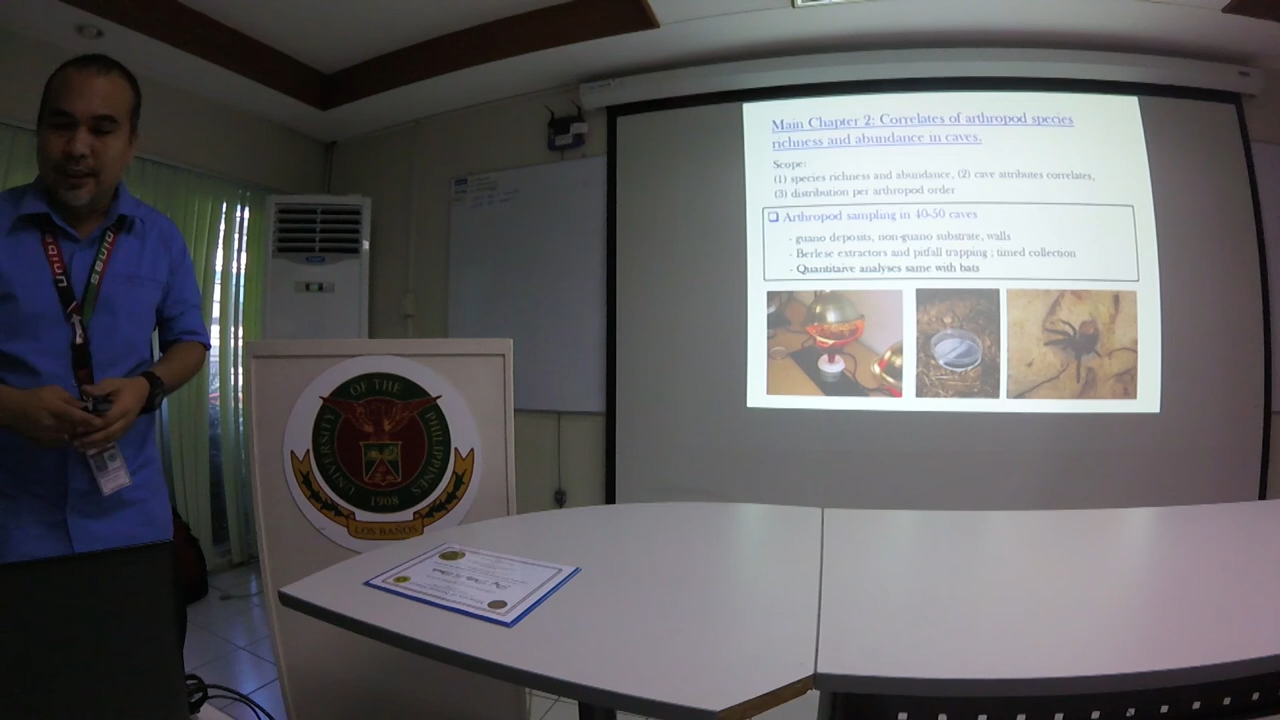 Main Chapter 2: Correlates of arthropod species
richness and abundance in caves.
Scope:
(1) species richness and abundance, (2) cave attributes correlates,
(3) distribution per arthropod order
Arthropod sampling in 40-50 caves
- guano deposits, non-guano substrate, walls
- Berlese extractors and pitfall trapping ; timed collection
- Quantitaive analyses same with bats
UNIVERSITY OF THE PHILIPPINES
1908
LOS BAÑOS